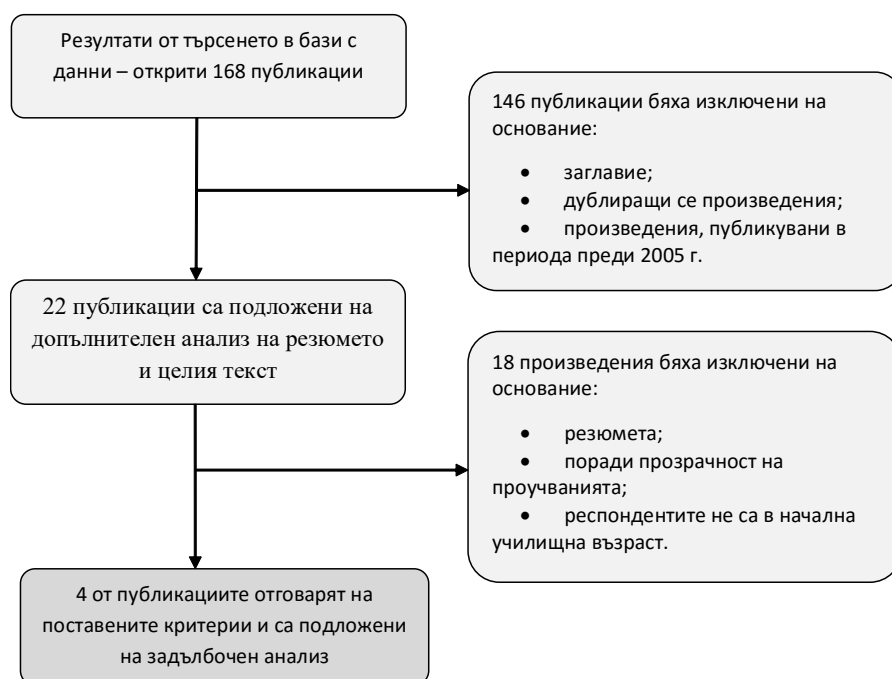 Резултати от търсенето в бази с
данни – открити 168 публикации
146 публикации бяха изключени на
основание:
• заглавие;
• дублиращи се произведения;
• произведения, публикувани в
периода преди 2005 г.
22 публикации са подложени на
допълнителен анализ на резюмето
и целия текст
18 произведения бяха изключени на
основание:
• резюмета;
• поради прозрачност на
проучванията;
• респондентите не са в начална
училищна възраст.
4 от публикациите отговарят на
поставените критерии и са подложени
на задълбочен анализ